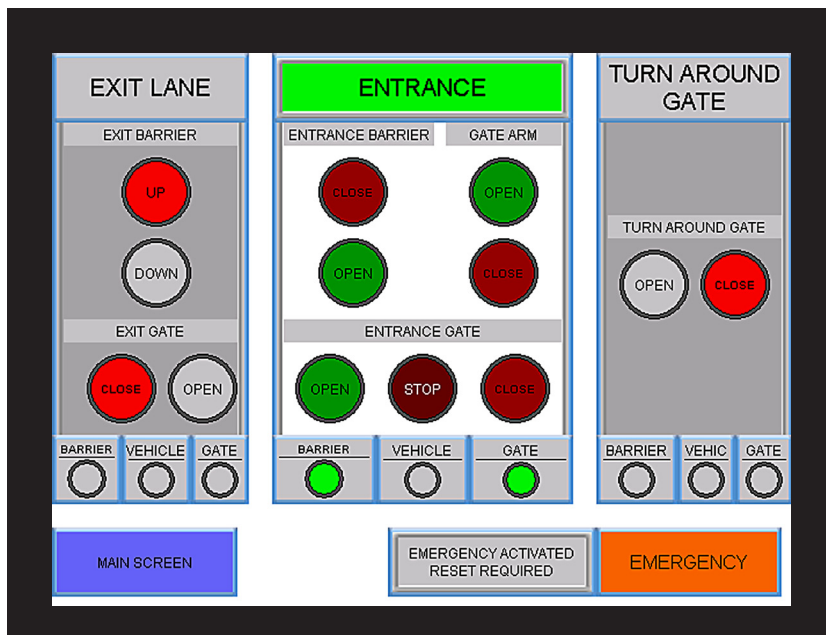 EXIT LANE
EXIT BARRIER
UP
DOWN
EXIT GATE
CLOSE
OPEN
BARRIER
VEHICLE
GATE
ENTRANCE
ENTRANCE BARRIER
GATE ARM
CLOSE
OPEN
OPEN
CLOSE
ENTRANCE GATE
OPEN
STOP
CLOSE
BARRIER
VEHICLE
GATE
TURN AROUND
GATE
TURN AROUND GATE
OPEN
CLOSE
BARRIER
VEHIC
GATE
MAIN SCREEN
EMERGENCY ACTIVATED
RESET REQUIRED
EMERGENCY